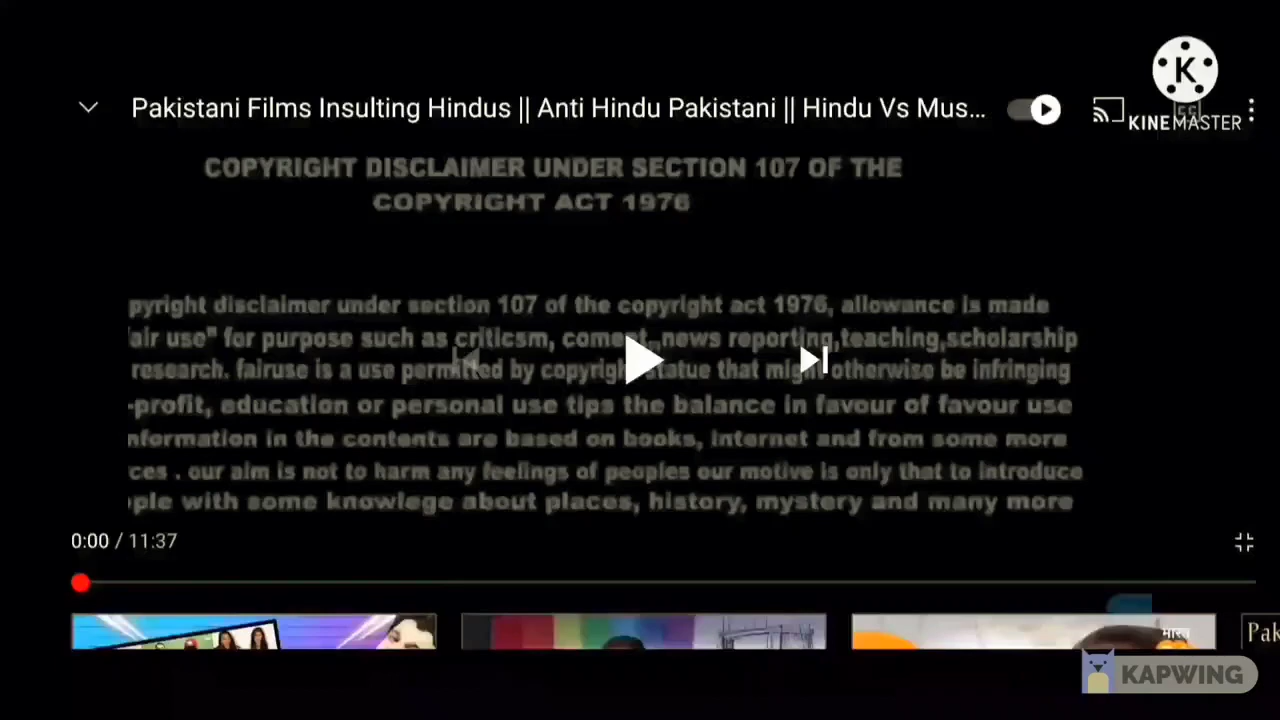 Pakistani Films Insulting Hindus || Anti Hindu Pakistani || Hindu Vs Mus...
K
KINEMASTER
COPYRIGHT DISCLAIMER UNDER SECTION 107 OF THE
COPYRIGHT ACT 1976
pyright disclaimer under section 107 of the copyright act 1976, allowance is made
air use" for purpose such as criticsm, coment, news reporting,teaching,scholarship
research. fairuse is a use permitted by copyright statue that might otherwise be infringing
-profit, education or personal use tips the balance in favour of favour use
nformation in the contents are based on books, internet and from some more
ces . our aim is not to harm any feelings of peoples our motive is only that to introduce
ple with some knowlege about places, history, mystery and many more
0:00 / 11:37
भारत
Pak
KAPWING